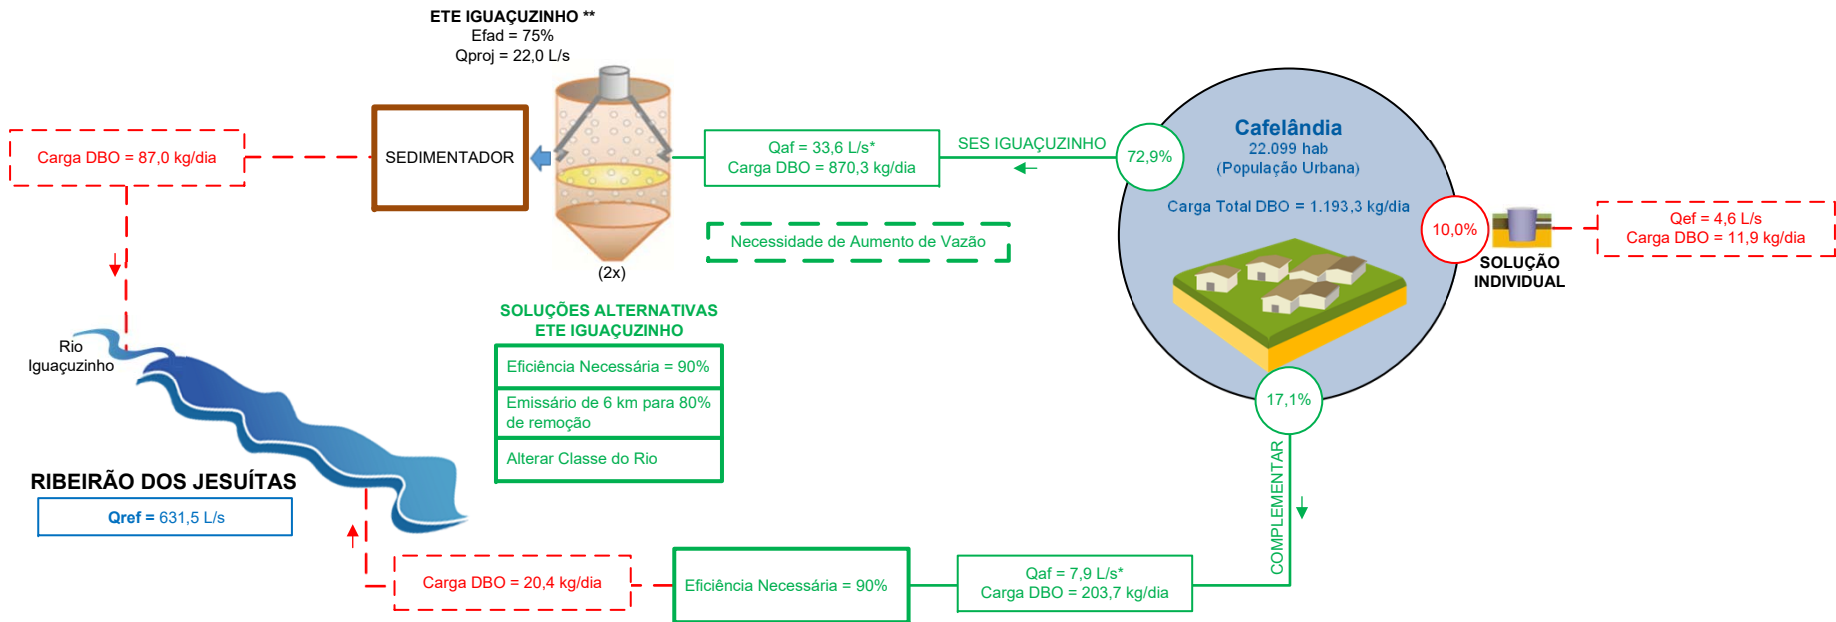 ETE IGUAÇUZINHO **
Efad = 75%
Qproj = 22,0 L/s
Carga DBO = 87,0 kg/dia
SEDIMENTADOR
(2x)
Qaf = 33,6 L/s*
Carga DBO = 870,3 kg/dia
SES IGUAÇUZINHO
72,9%
Cafelândia
22.099 hab
(População Urbana)
Carga Total DBO = 1.193,3 kg/dia
10,0%
SOLUÇÃO
INDIVIDUAL
Qef = 4,6 L/s
Carga DBO = 11,9 kg/dia
Necessidade de Aumento de Vazão
SOLUÇÕES ALTERNATIVAS
ETE IGUAÇUZINHO
Eficiência Necessária = 90%
Emissário de 6 km para 80%
de remoção
Alterar Classe do Rio
Rio
Iguaçuzinho
RIBEIRÃO DOS JESUÍTAS
Qref = 631,5 L/s
17,1%
COMPLEMENTAR
Carga DBO = 20,4 kg/dia
Eficiência Necessária = 90%
Qaf = 7,9 L/s*
Carga DBO = 203,7 kg/dia